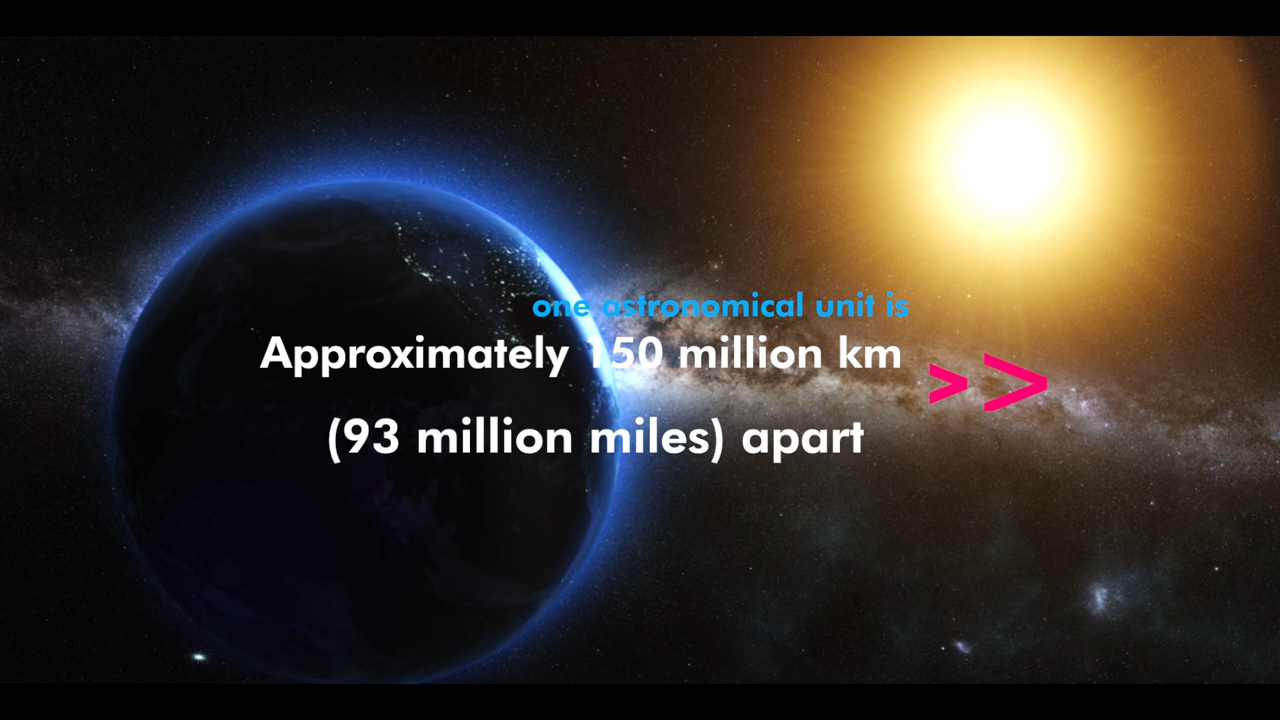 one astronomical unit is
Approximately 150 million km
> >
(93 million miles) apart